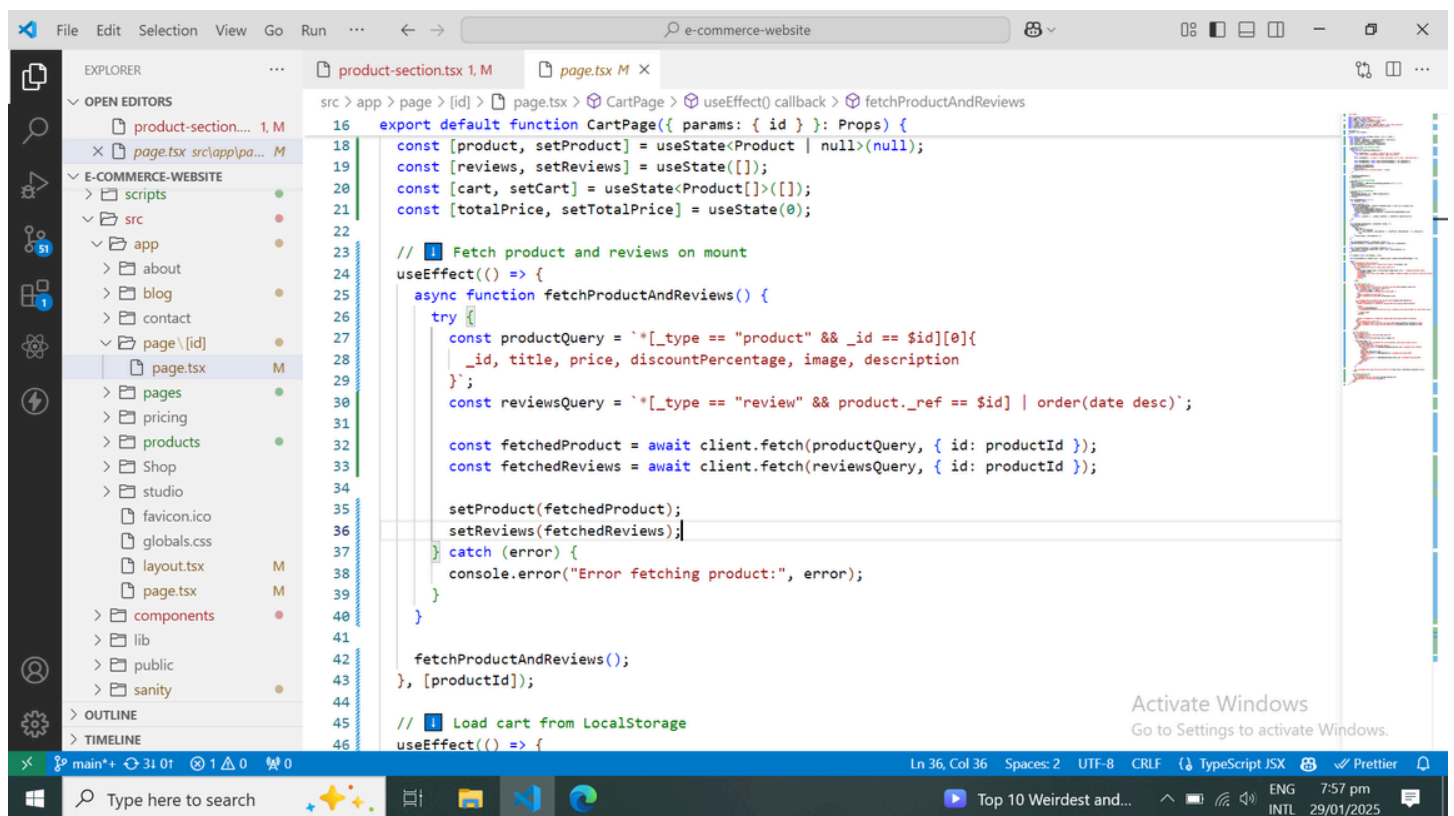 File Edit Selection View Go Run ··· e-commerce-website
EXPLORER ···
OPEN EDITORS
product-section.... 1, M
page.tsx src\app\pa... M
E-COMMERCE-WEBSITE
scripts
src
app
about
blog
contact
page\[id]
page.tsx M
pages
pricing
products
Shop
studio
favicon.ico
globals.css
layout.tsx M
page.tsx M
components
lib
public
sanity
OUTLINE
TIMELINE
51
1
product-section.tsx 1, M page.tsx M
src > app > page > [id] > page.tsx > CartPage > useEffect() callback > fetchProductAndReviews
16 export default function CartPage({ params: { id } }: Props) {
18 const [product, setProduct] = useState<Product | null>(null);
19 const [reviews, setReviews] = useState([]);
20 const [cart, setCart] = useState<Product[]>([]);
21 const [totalPrice, setTotalPrice] = useState(0);
22
23 // ⬇️ Fetch product and reviews on mount
24 useEffect(() => {
25 async function fetchProductAndReviews() {
26 try {
27 const productQuery = `*[_type == "product" && _id == $id][0]{
28 _id, title, price, discountPercentage, image, description
29 }`;
30 const reviewsQuery = `*[_type == "review" && product._ref == $id] | order(date desc)`;
31
32 const fetchedProduct = await client.fetch(productQuery, { id: productId });
33 const fetchedReviews = await client.fetch(reviewsQuery, { id: productId });
34
35 setProduct(fetchedProduct);
36 setReviews(fetchedReviews);
37 } catch (error) {
38 console.error("Error fetching product:", error);
39 }
40 }
41
42 fetchProductAndReviews();
43 }, [productId]);
44
45 // ⬇️ Load cart from LocalStorage
46 useEffect(() => {
Activate Windows
Go to Settings to activate Windows.
main*+ 3↓ 0↑ 1 0 0 Ln 36, Col 36 Spaces: 2 UTF-8 CRLF TypeScript JSX Prettier
Type here to search Top 10 Weirdest and... ENG 7:57 pm
INTL 29/01/2025